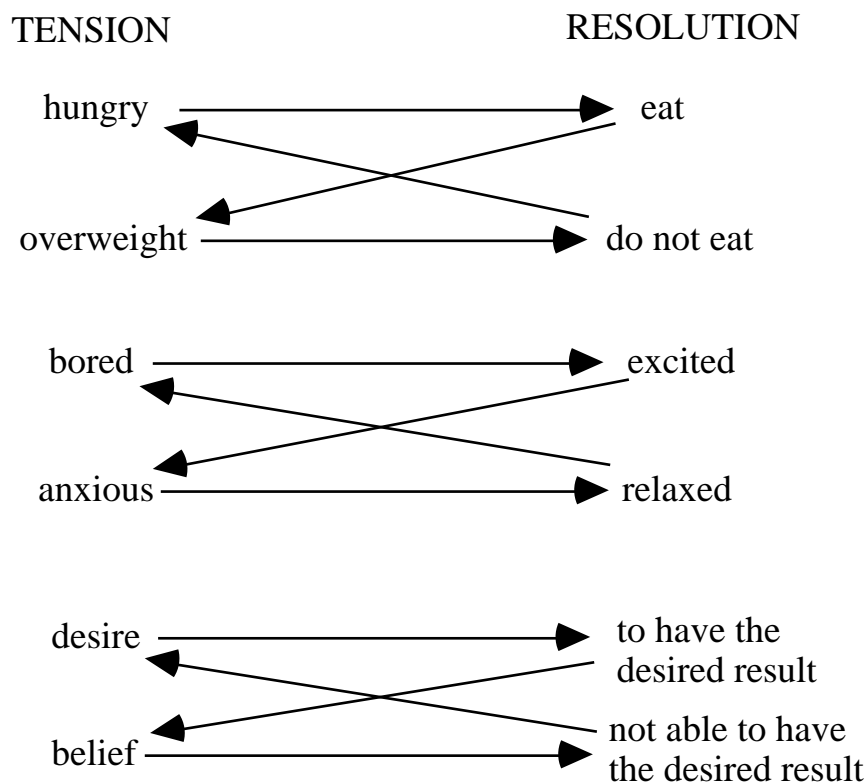 TENSION RESOLUTION
hungry eat
overweight do not eat
bored excited
anxious relaxed
desire to have the
desired result
belief not able to have
the desired result